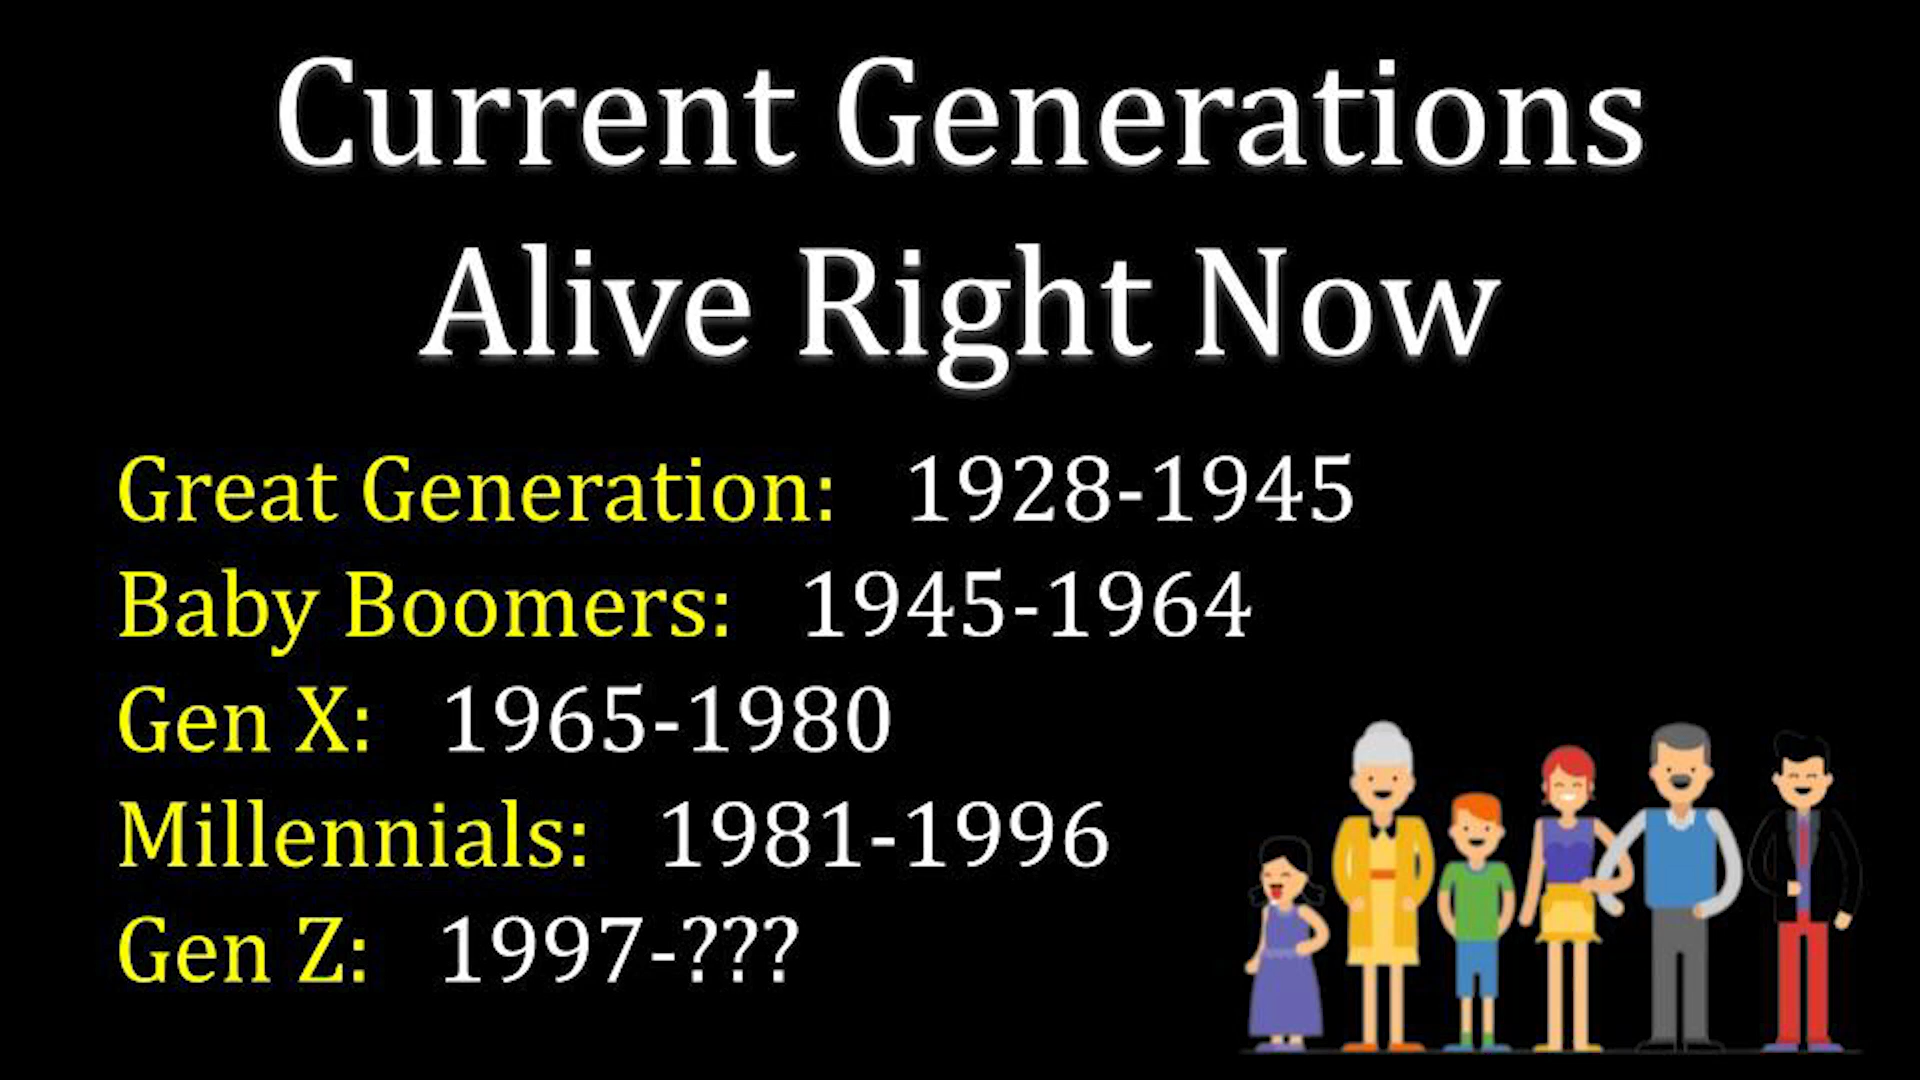 Current Generations
Alive Right Now
Great Generation: 1928-1945
Baby Boomers: 1945-1964
Gen X: 1965-1980
Millennials: 1981-1996
Gen Z: 1997-???